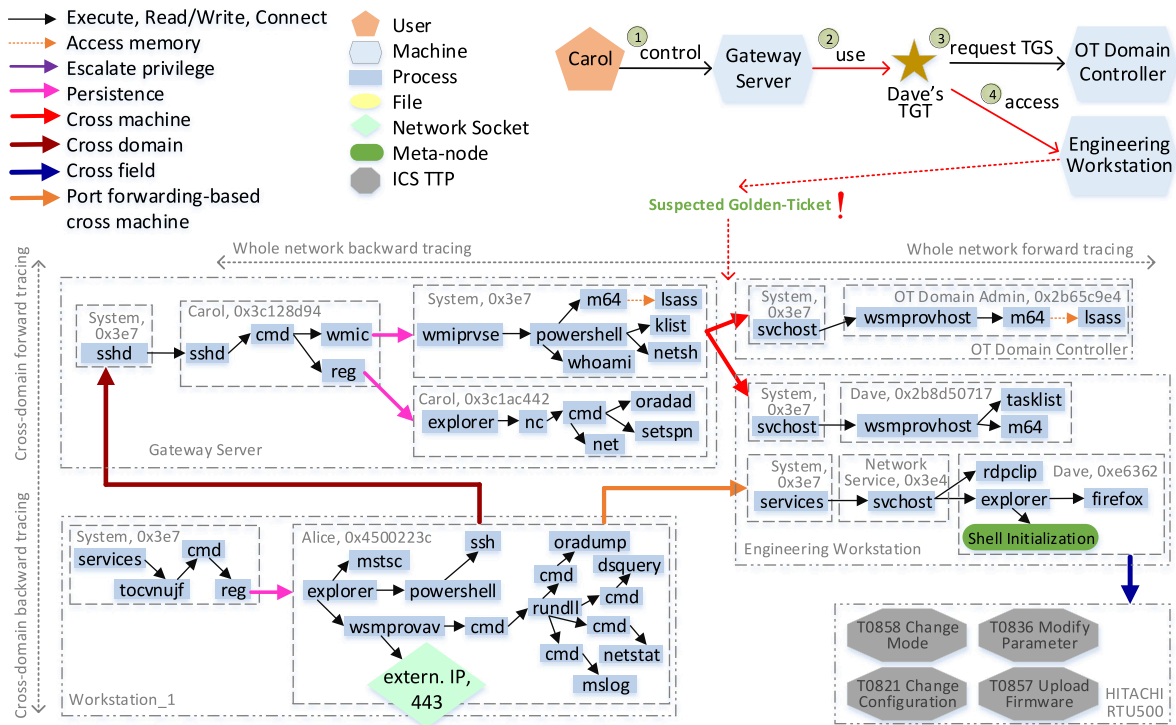 Execute, Read/Write, Connect
Access memory
Escalate privilege
Persistence
Cross machine
Cross domain
Cross field
Port forwarding-based
cross machine
User
Machine
Process
File
Network Socket
Meta-node
ICS TTP
Carol
1
control
Gateway
Server
2
use
Dave's
TGT
3
request TGS
OT Domain
Controller
4
access
Engineering
Workstation
Suspected Golden-Ticket !
Whole network backward tracing
Whole network forward tracing
Cross-domain forward tracing
Cross-domain backward tracing
System,
0x3e7
sshd
Carol, 0x3c128d94
sshd
cmd
wmic
reg
System, 0x3e7
wmiprvse
powershell
m64
lsass
klist
netsh
whoami
Carol, 0x3c1ac442
explorer
nc
cmd
oradad
setspn
net
Gateway Server
System,
0x3e7
svchost
OT Domain Admin, 0x2b65c9e4
wsmprovhost
m64
lsass
OT Domain Controller
System,
0x3e7
svchost
Dave, 0x2b8d50717
wsmprovhost
tasklist
m64
System,
0x3e7
services
Network
Service, 0x3e4
svchost
Dave, 0xe6362
rdpclip
explorer
firefox
Shell Initialization
Engineering Workstation
System, 0x3e7
services
tocvnujf
cmd
reg
Alice, 0x4500223c
explorer
mstsc
powershell
ssh
wsmprovav
cmd
rundll
cmd
oradump
dsquery
cmd
cmd
netstat
cmd
mslog
extern. IP,
443
Workstation_1
T0858 Change
Mode
T0836 Modify
Parameter
T0821 Change
Configuration
T0857 Upload
Firmware
HITACHI
RTU500